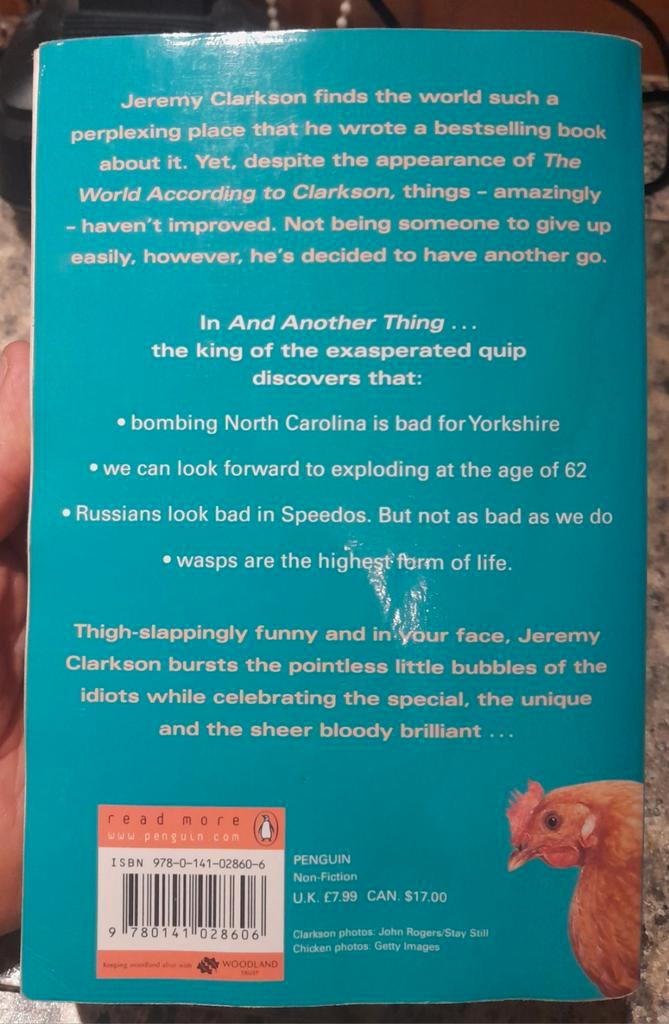 Jeremy Clarkson finds the world such a
perplexing place that he wrote a bestselling book
about it. Yet, despite the appearance of The
World According to Clarkson, things – amazingly
– haven't improved. Not being someone to give up
easily, however, he's decided to have another go.
In And Another Thing ...
the king of the exasperated quip
discovers that:
• bombing North Carolina is bad for Yorkshire
• we can look forward to exploding at the age of 62
• Russians look bad in Speedos. But not as bad as we do
• wasps are the highest form of life.
Thigh-slappingly funny and in your face, Jeremy
Clarkson bursts the pointless little bubbles of the
idiots while celebrating the special, the unique
and the sheer bloody brilliant ...
read more
www.penguin.com
ISBN 978-0-141-02860-6
9 780141 028606
Keeping woodland alive with WOODLAND
TRUST
PENGUIN
Non-Fiction
U.K. £7.99 CAN. $17.00
Clarkson photos: John Rogers/Stay Still
Chicken photos: Getty Images